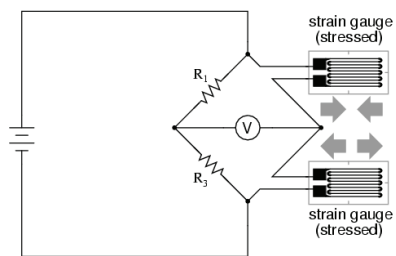 strain gauge
(stressed)
R1
V
R3
strain gauge
(stressed)